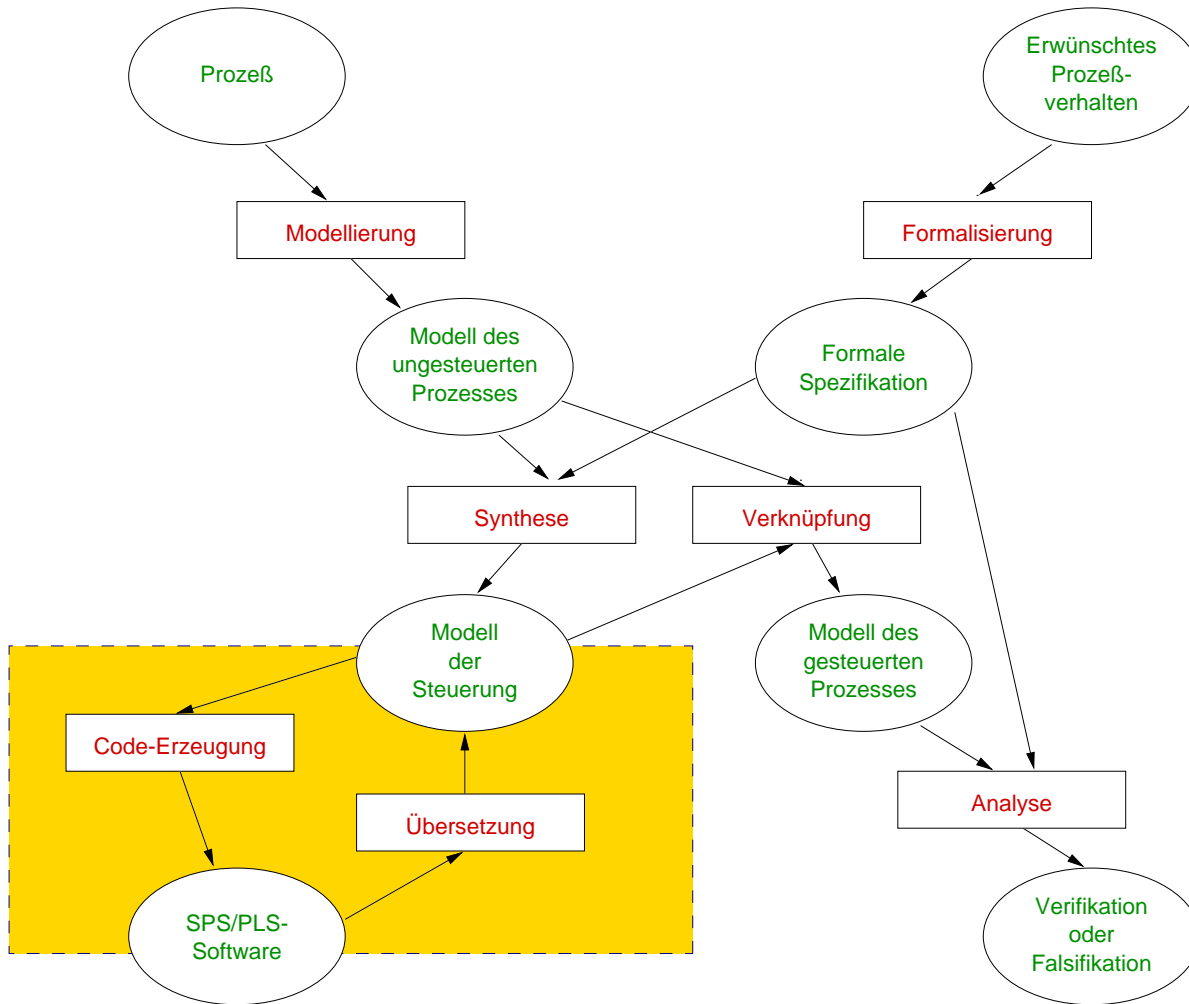 Prozeß
Erwünschtes
Prozeß-
verhalten
Modellierung
Formalisierung
Modell des
ungesteuerten
Prozesses
Formale
Spezifikation
Synthese
Verknüpfung
Modell
der
Steuerung
Modell des
gesteuerten
Prozesses
Code-Erzeugung
Übersetzung
Analyse
SPS/PLS-
Software
Verifikation
oder
Falsifikation